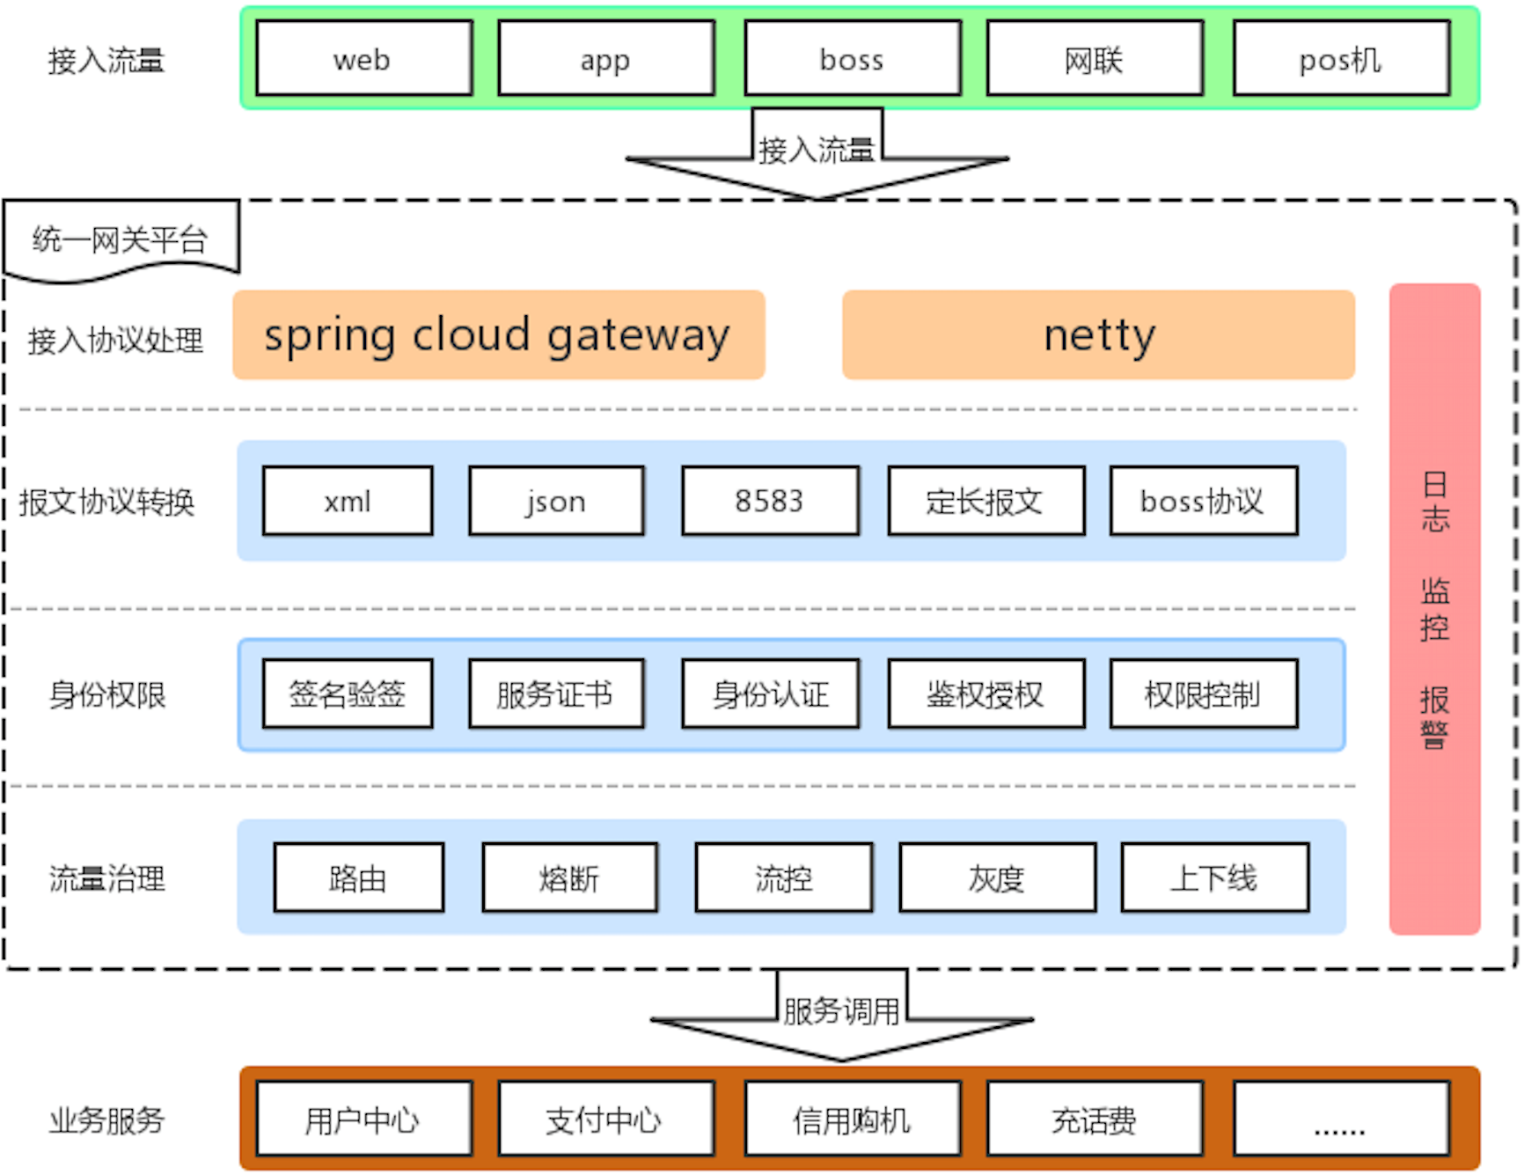 接入流量
web
app
boss
网联
pos机
接入流量
统一网关平台
接入协议处理
spring cloud gateway
netty
报文协议转换
xml
json
8583
定长报文
boss协议
身份权限
签名验签
服务证书
身份认证
鉴权授权
权限控制
流量治理
路由
熔断
流控
灰度
上下线
日志 监控 报警
服务调用
业务服务
用户中心
支付中心
信用购机
充话费
......